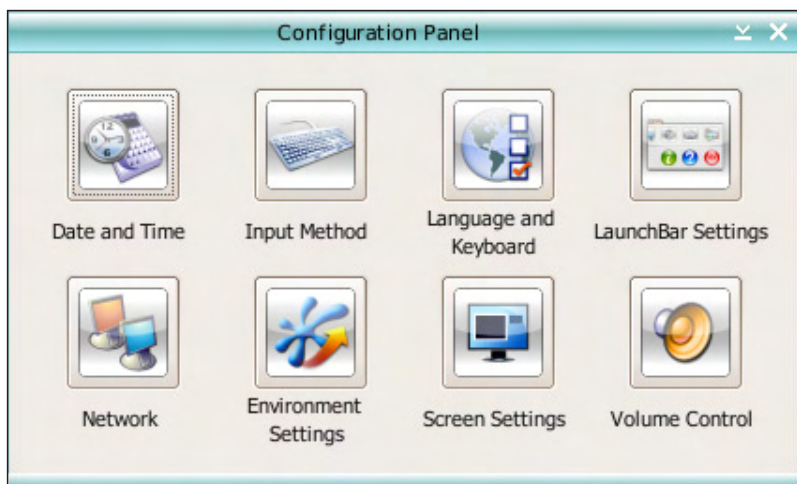 Configuration Panel
Date and Time
Input Method
Language and
Keyboard
LaunchBar Settings
Network
Environment
Settings
Screen Settings
Volume Control